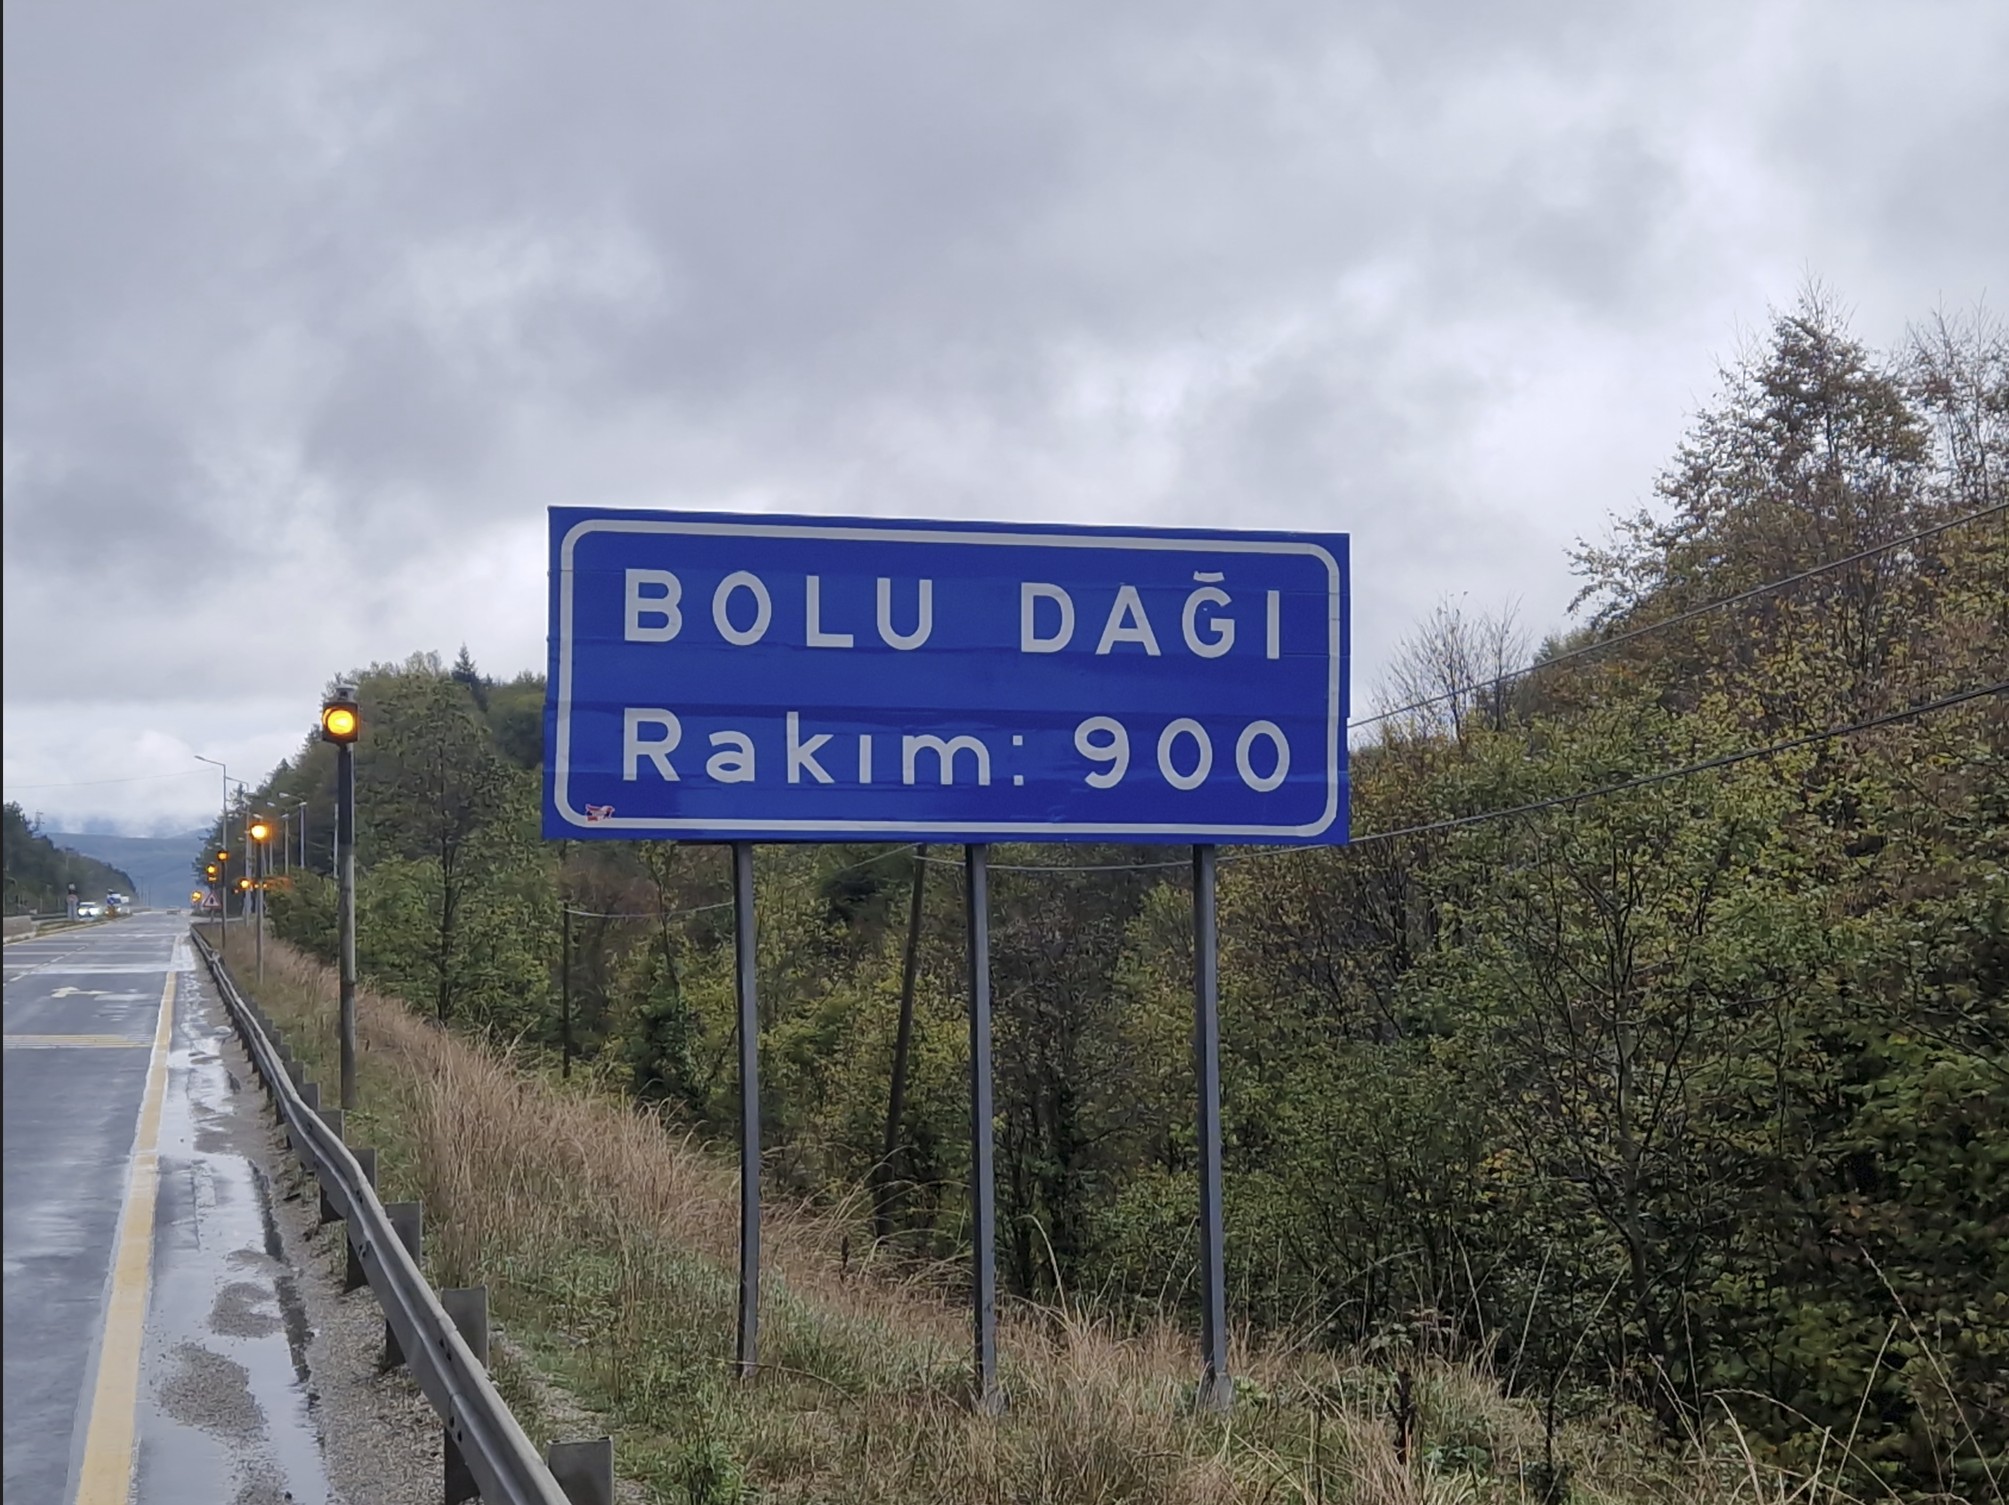 BOLU DAĞI
Rakım: 900